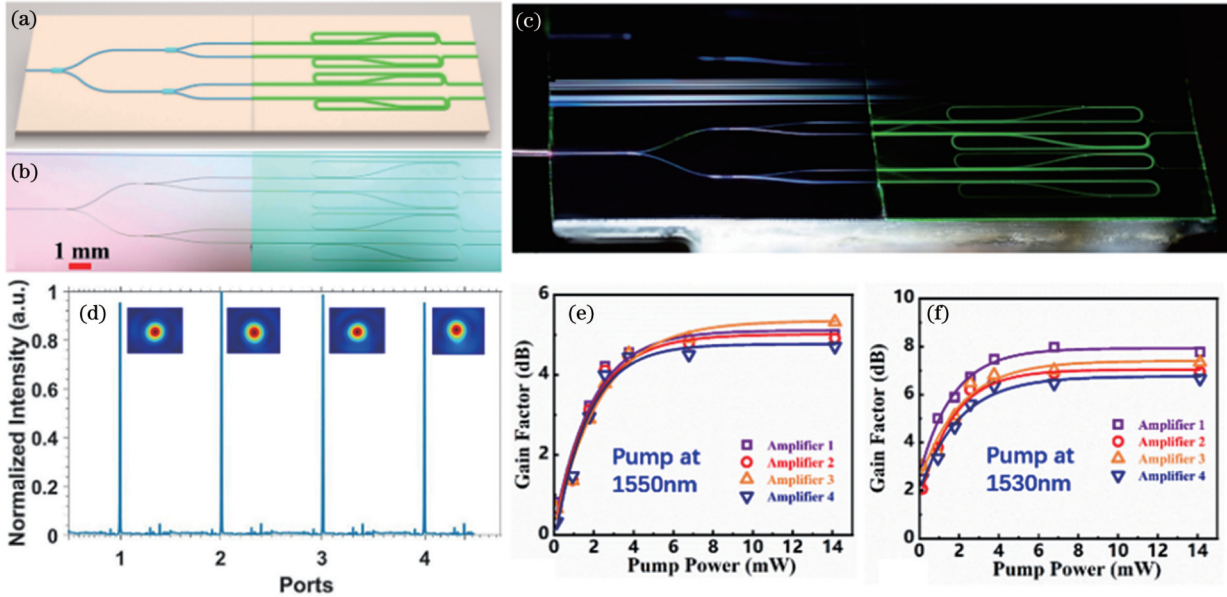 (a)
(b)
1 mm
(c)
(d)
Normalized Intensity (a.u.)
1
0.8
0.6
0.4
0.2
0
1 2 3 4
Ports
(e)
Gain Factor (dB)
6
4
2
0
Amplifier 1
Amplifier 2
Amplifier 3
Amplifier 4
Pump at
1550nm
0 2 4 6 8 10 12 14
Pump Power (mW)
(f)
Gain Factor (dB)
10
8
6
4
2
0
Amplifier 1
Amplifier 2
Amplifier 3
Amplifier 4
Pump at
1530nm
0 2 4 6 8 10 12 14
Pump Power (mW)